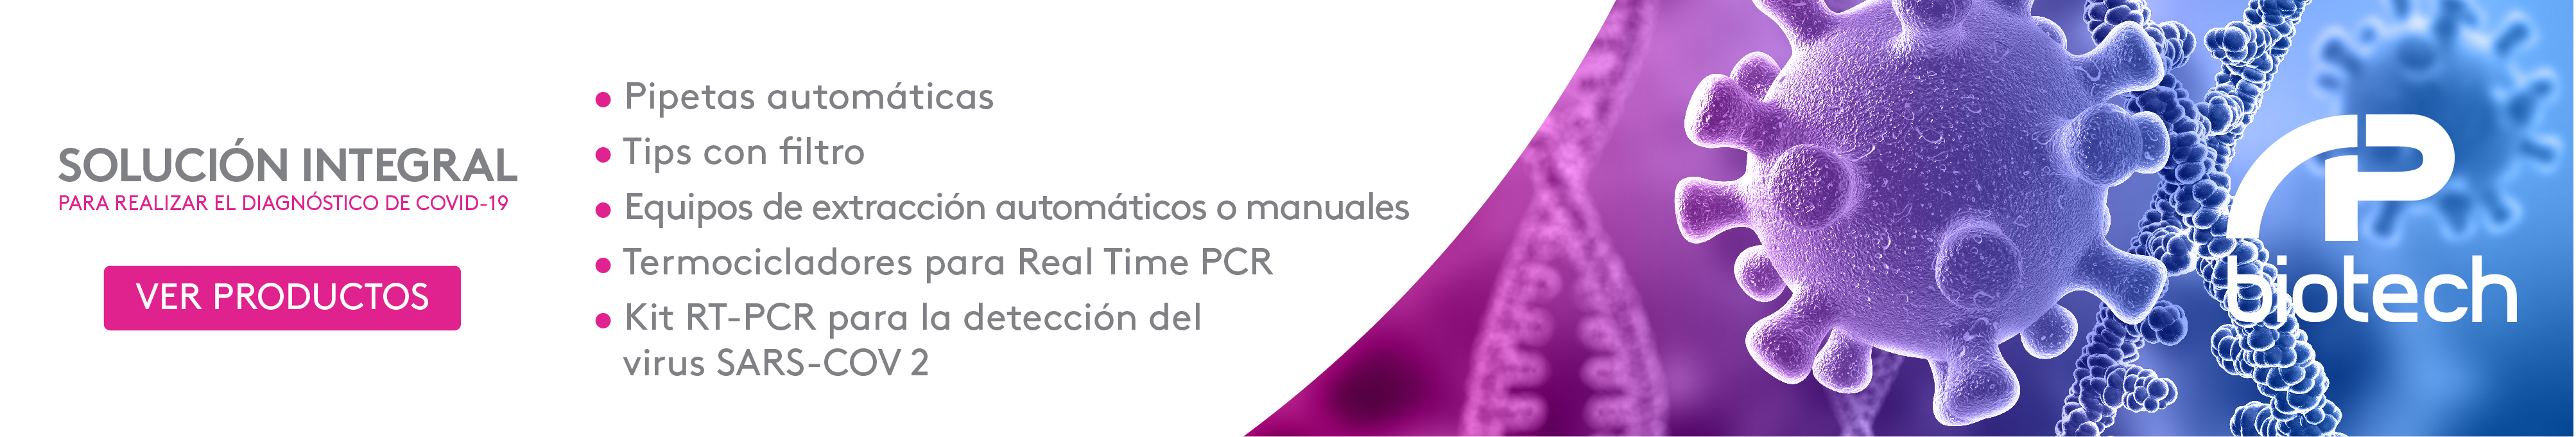 SOLUCIÓN INTEGRAL
PARA REALIZAR EL DIAGNÓSTICO DE COVID-19
VER PRODUCTOS
• Pipetas automáticas
• Tips con filtro
• Equipos de extracción automáticos o manuales
• Termocicladores para Real Time PCR
• Kit RT-PCR para la detección del
virus SARS-COV 2
biotech